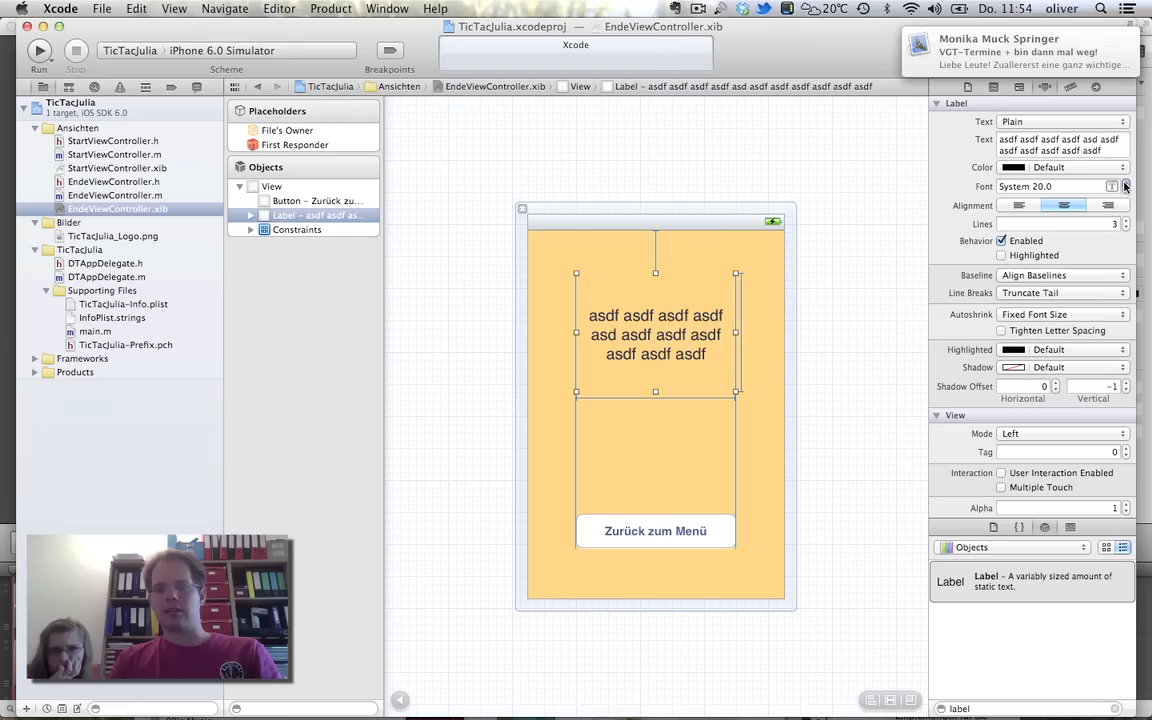 Xcode File Edit View Navigate Editor Product Window Help
20°C Do. 11:54 oliver
TicTacJulia.xcodeproj — EndeViewController.xib
Run Stop
TicTacJulia iPhone 6.0 Simulator
Scheme
Breakpoints
Xcode
Monika Muck Springer
VGT-Termine + bin dann mal weg!
Liebe Leute! Zuallererst eine ganz wichtige...
TicTacJulia Ansichten EndeViewController.xib View Label – asdf asdf asdf asdf asd asdf asdf asdf asdf asdf asdf
TicTacJulia
1 target, iOS SDK 6.0
Ansichten
StartViewController.h
StartViewController.m
StartViewController.xib
EndeViewController.h
EndeViewController.m
EndeViewController.xib
Bilder
TicTacJulia_Logo.png
TicTacJulia
DTAppDelegate.h
DTAppDelegate.m
Supporting Files
TicTacJulia-Info.plist
InfoPlist.strings
main.m
TicTacJulia-Prefix.pch
Frameworks
Products
Placeholders
File's Owner
First Responder
Objects
View
Button – Zurück zu...
Label – asdf asdf as...
Constraints
asdf asdf asdf asdf
asd asdf asdf asdf
asdf asdf asdf
Zurück zum Menü
Label
Text Plain
Text asdf asdf asdf asdf asd asdf
asdf asdf asdf asdf asdf
Color Default
Font System 20.0
Alignment
Lines 3
Behavior Enabled
Highlighted
Baseline Align Baselines
Line Breaks Truncate Tail
Autoshrink Fixed Font Size
Tighten Letter Spacing
Highlighted Default
Shadow Default
Shadow Offset 0 -1
Horizontal Vertical
View
Mode Left
Tag 0
Interaction User Interaction Enabled
Multiple Touch
Alpha 1
Objects
Label
Label – A variably sized amount of
static text.
label